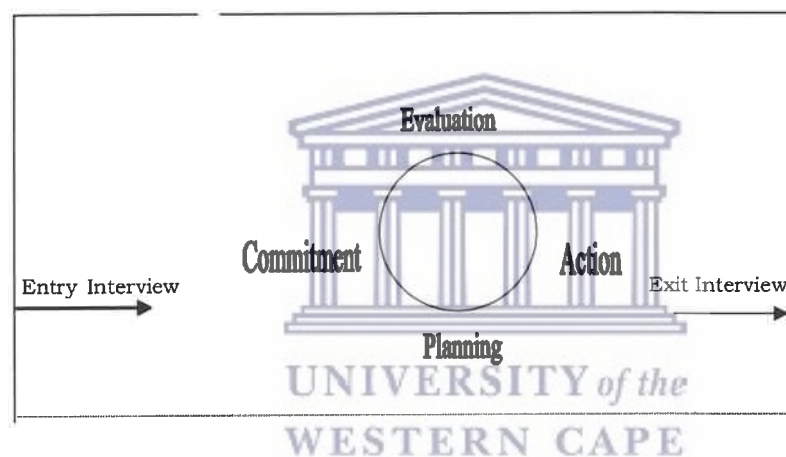 Evaluation
Commitment
Action
Entry Interview
Exit Interview
Planning
UNIVERSITY of the
WESTERN CAPE